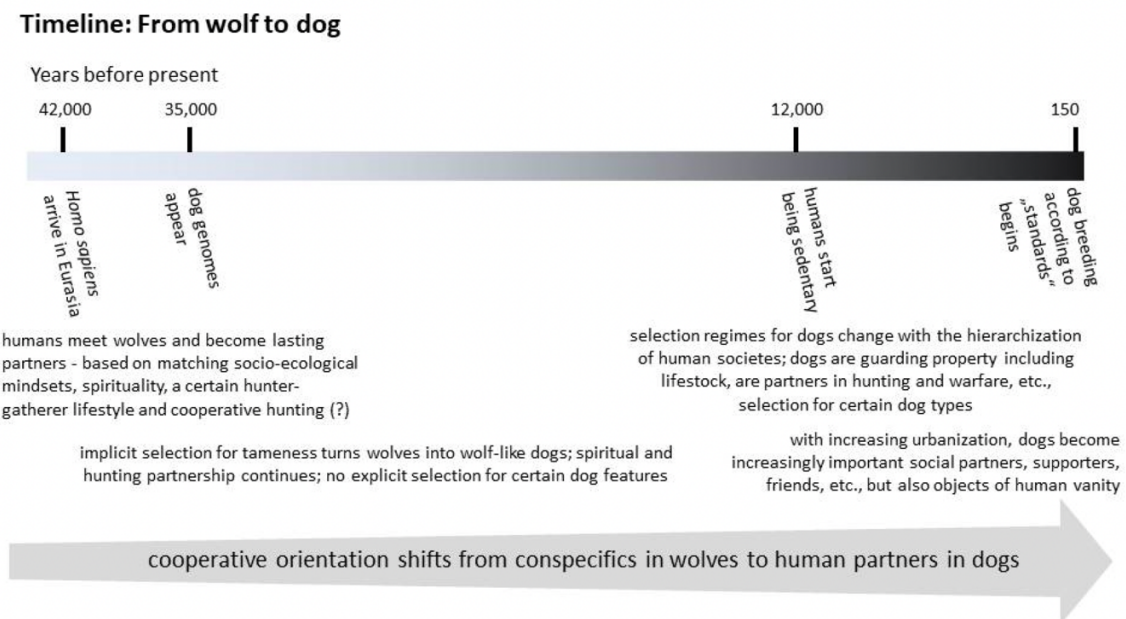 Timeline: From wolf to dog
Years before present
42,000
35,000
12,000
150
Homo sapiens
arrive in Eurasia
dog genomes
appear
humans start
being sedentary
dog breeding
according to
„standards“
begins
humans meet wolves and become lasting
partners - based on matching socio-ecological
mindsets, spirituality, a certain hunter-
gatherer lifestyle and cooperative hunting (?)
selection regimes for dogs change with the hierarchization
of human societes; dogs are guarding property including
lifestock, are partners in hunting and warfare, etc.,
selection for certain dog types
implicit selection for tameness turns wolves into wolf-like dogs; spiritual and
hunting partnership continues; no explicit selection for certain dog features
with increasing urbanization, dogs become
increasingly important social partners, supporters,
friends, etc., but also objects of human vanity
cooperative orientation shifts from conspecifics in wolves to human partners in dogs